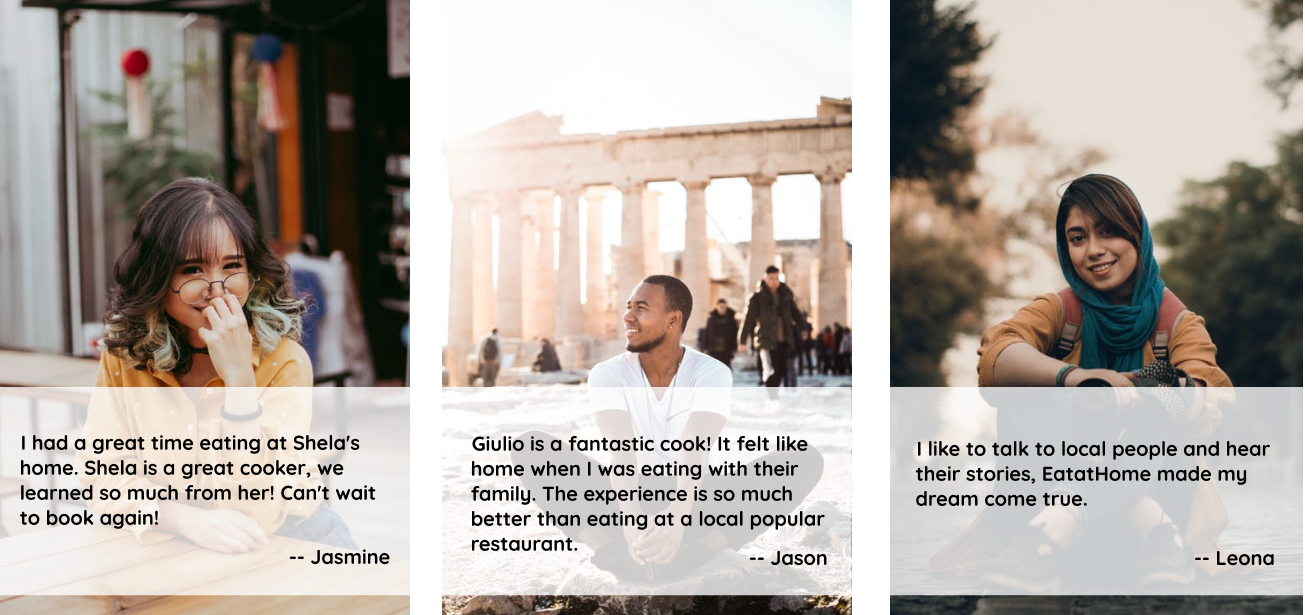 I had a great time eating at Shela's
home. Shela is a great cooker, we
learned so much from her! Can't wait
to book again!
-- Jasmine
Giulio is a fantastic cook! It felt like
home when I was eating with their
family. The experience is so much
better than eating at a local popular
restaurant.
-- Jason
I like to talk to local people and hear
their stories, EatatHome made my
dream come true.
-- Leona